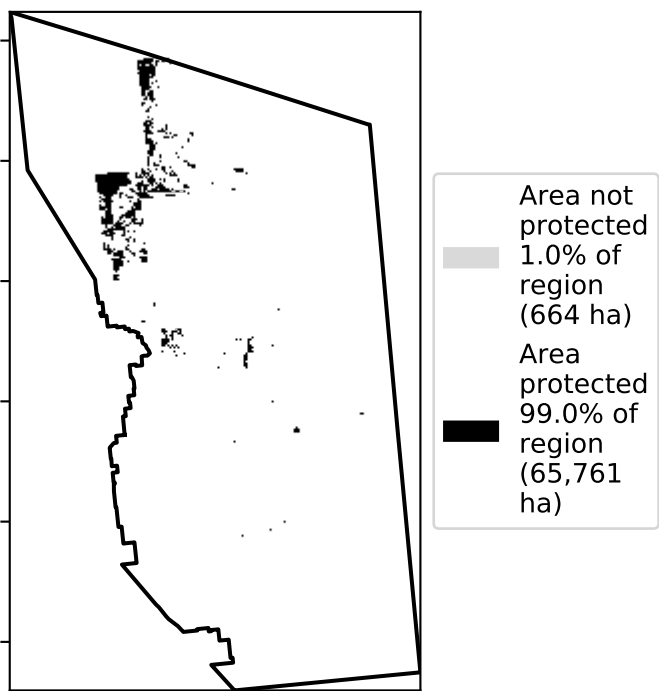 Area not
protected
1.0% of
region
(664 ha)
Area
protected
99.0% of
region
(65,761
ha)